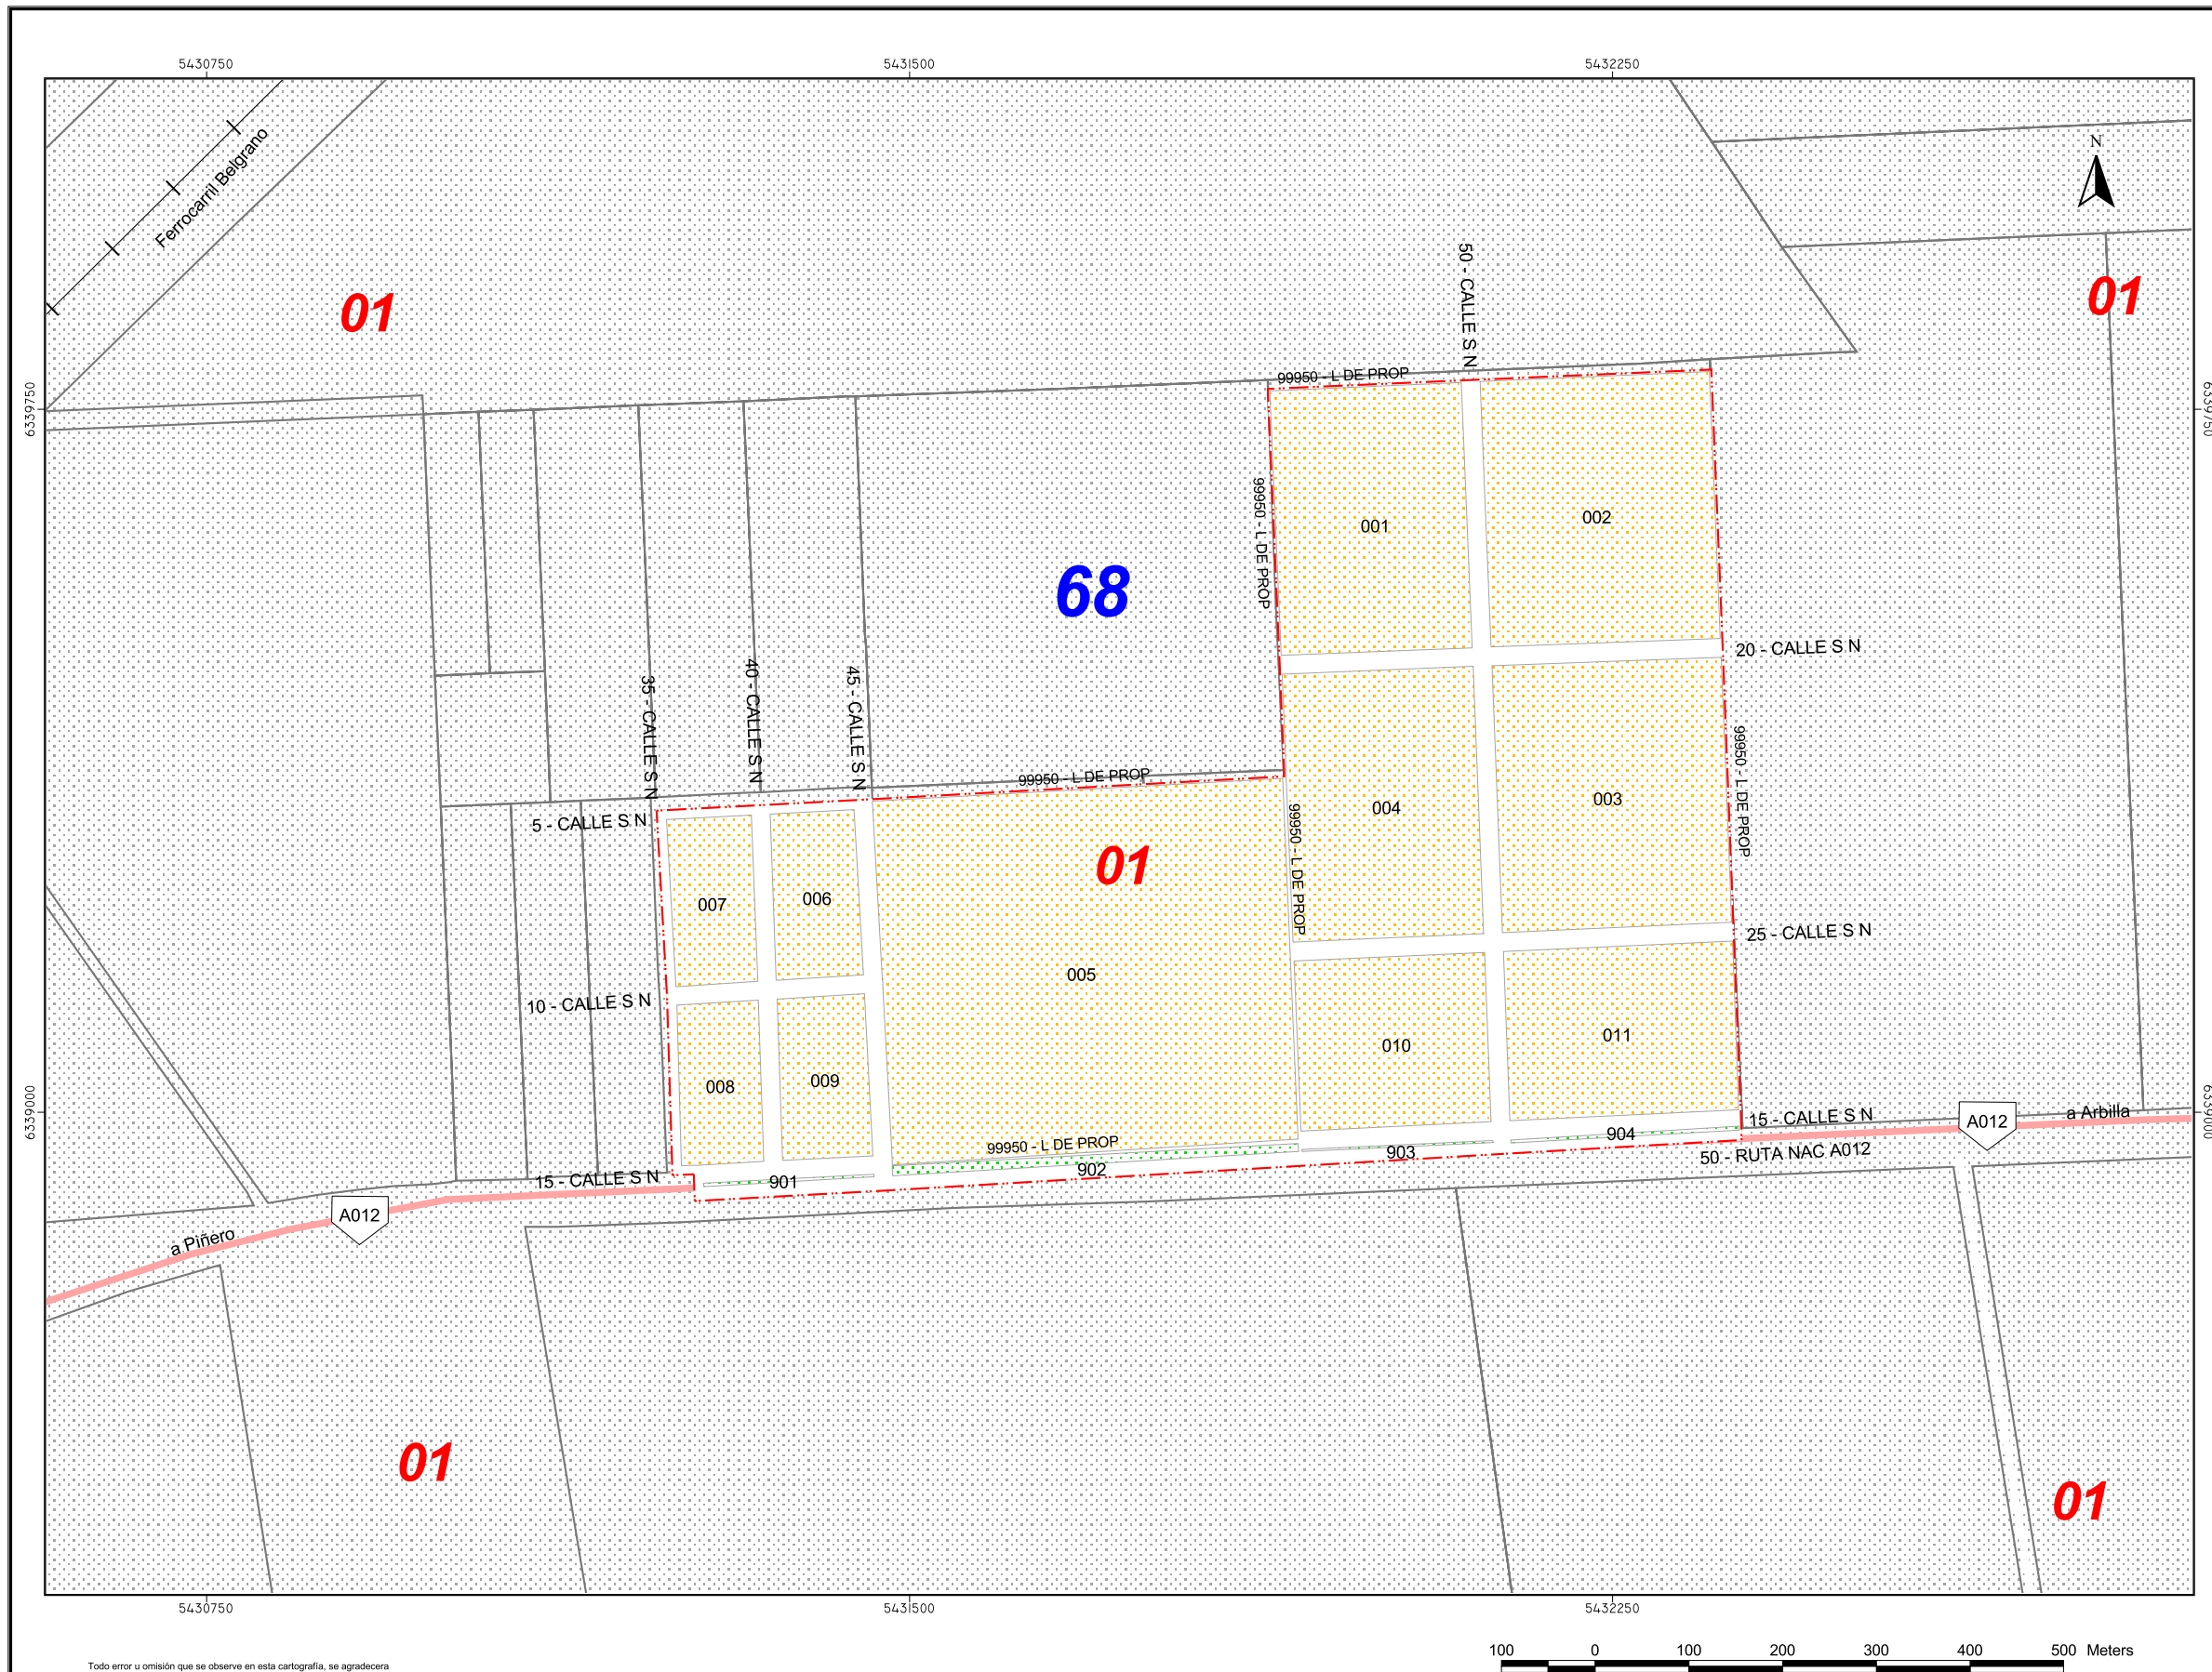 5430750
5431500
5432250
Ferrocarril Belgrano
N
01
01
50 - CALLE S N
99950 - L DE PROP
6339750
6339750
99950 - L DE PROP
001
002
68
20 - CALLE S N
35 - CALLE S N
40 - CALLE S N
45 - CALLE S N
99950 - L DE PROP
99950 - L DE PROP
004
003
5 - CALLE S N
01
99950 - L DE PROP
007
006
25 - CALLE S N
005
10 - CALLE S N
010
011
008
009
6339000
6339000
15 - CALLE S N
A012
a Arbilla
99950 - L DE PROP
904
903
50 - RUTA NAC A012
902
15 - CALLE S N
901
A012
a Piñero
01
01
5430750
5431500
5432250
100 0 100 200 300 400 500 Meters
Todo error u omisión que se observe en esta cartografía, se agradecera